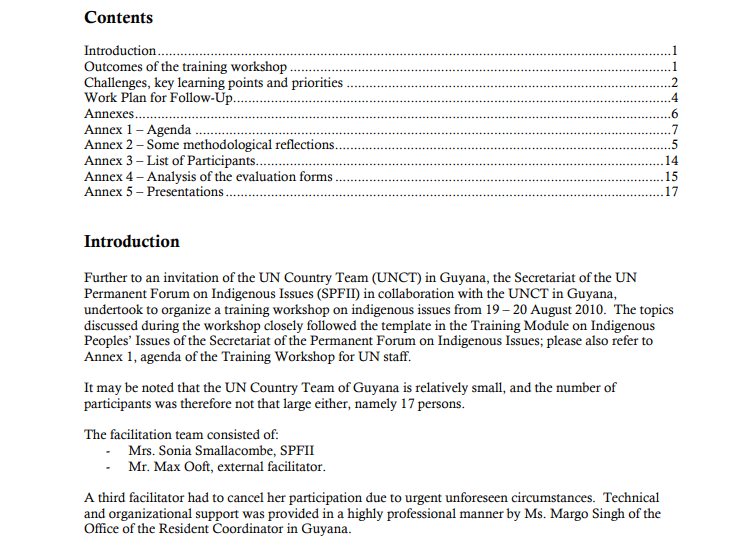 Contents
Introduction.......................................................................................................................................1
Outcomes of the training workshop ...................................................................................................1
Challenges, key learning points and priorities ....................................................................................2
Work Plan for Follow-Up...................................................................................................................4
Annexes.............................................................................................................................................6
Annex 1 – Agenda .............................................................................................................................7
Annex 2 – Some methodological reflections.......................................................................................5
Annex 3 – List of Participants...........................................................................................................14
Annex 4 – Analysis of the evaluation forms ......................................................................................15
Annex 5 – Presentations ...................................................................................................................17
Introduction
Further to an invitation of the UN Country Team (UNCT) in Guyana, the Secretariat of the UN
Permanent Forum on Indigenous Issues (SPFII) in collaboration with the UNCT in Guyana,
undertook to organize a training workshop on indigenous issues from 19 – 20 August 2010.  The topics
discussed during the workshop closely followed the template in the Training Module on Indigenous
Peoples’ Issues of the Secretariat of the Permanent Forum on Indigenous Issues; please also refer to
Annex 1, agenda of the Training Workshop for UN staff.
It may be noted that the UN Country Team of Guyana is relatively small, and the number of
participants was therefore not that large either, namely 17 persons.
The facilitation team consisted of:
- Mrs. Sonia Smallacombe, SPFII
- Mr. Max Ooft, external facilitator.
A third facilitator had to cancel her participation due to urgent unforeseen circumstances.  Technical
and organizational support was provided in a highly professional manner by Ms. Margo Singh of the
Office of the Resident Coordinator in Guyana.